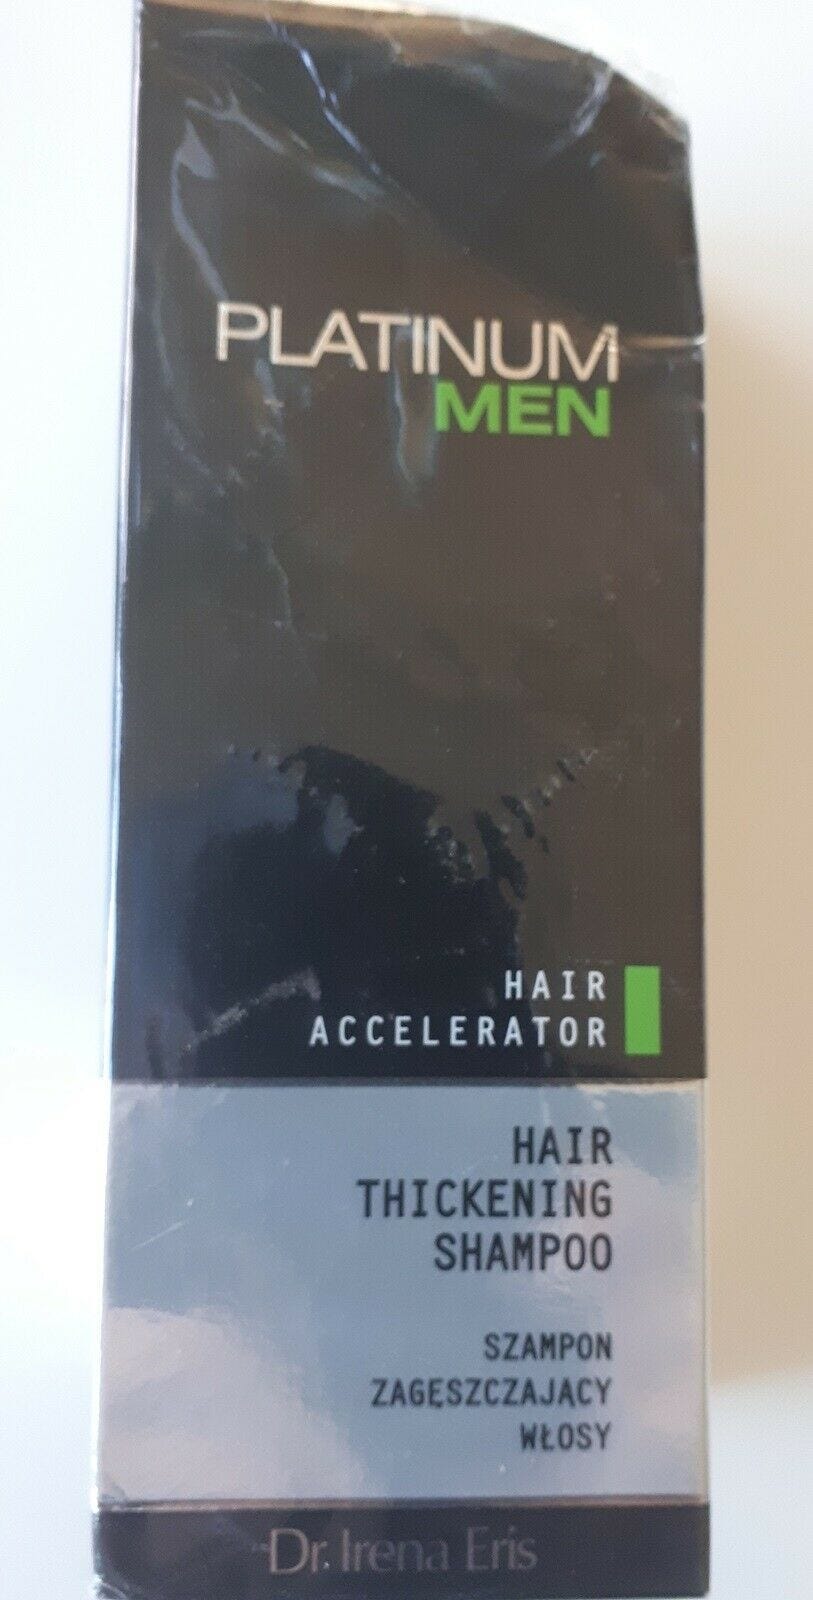 PLATINUM
MEN
HAIR
ACCELERATOR
HAIR
THICKENING
SHAMPOO
SZAMPON
ZAGĘSZCZAJĄCY
WŁOSY
Dr. Irena Eris